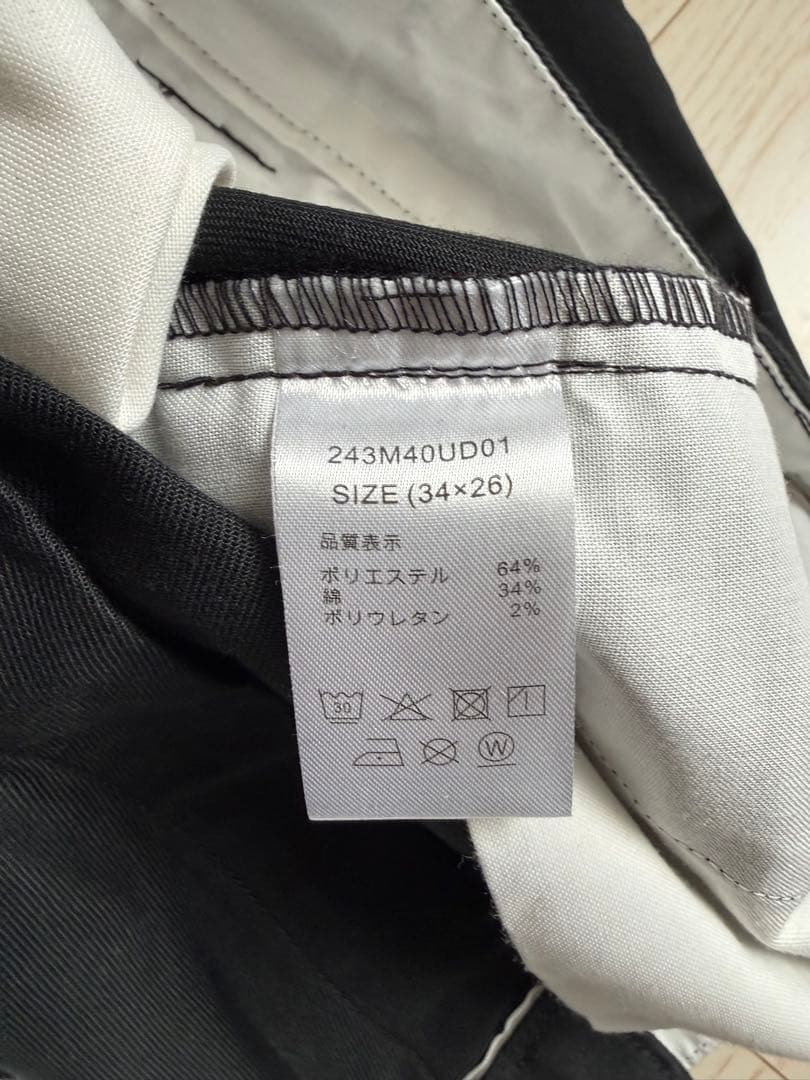 243M40UD01
SIZE (34×26)
品質表示
ポリエステル 64%
綿 34%
ポリウレタン 2%
30
W